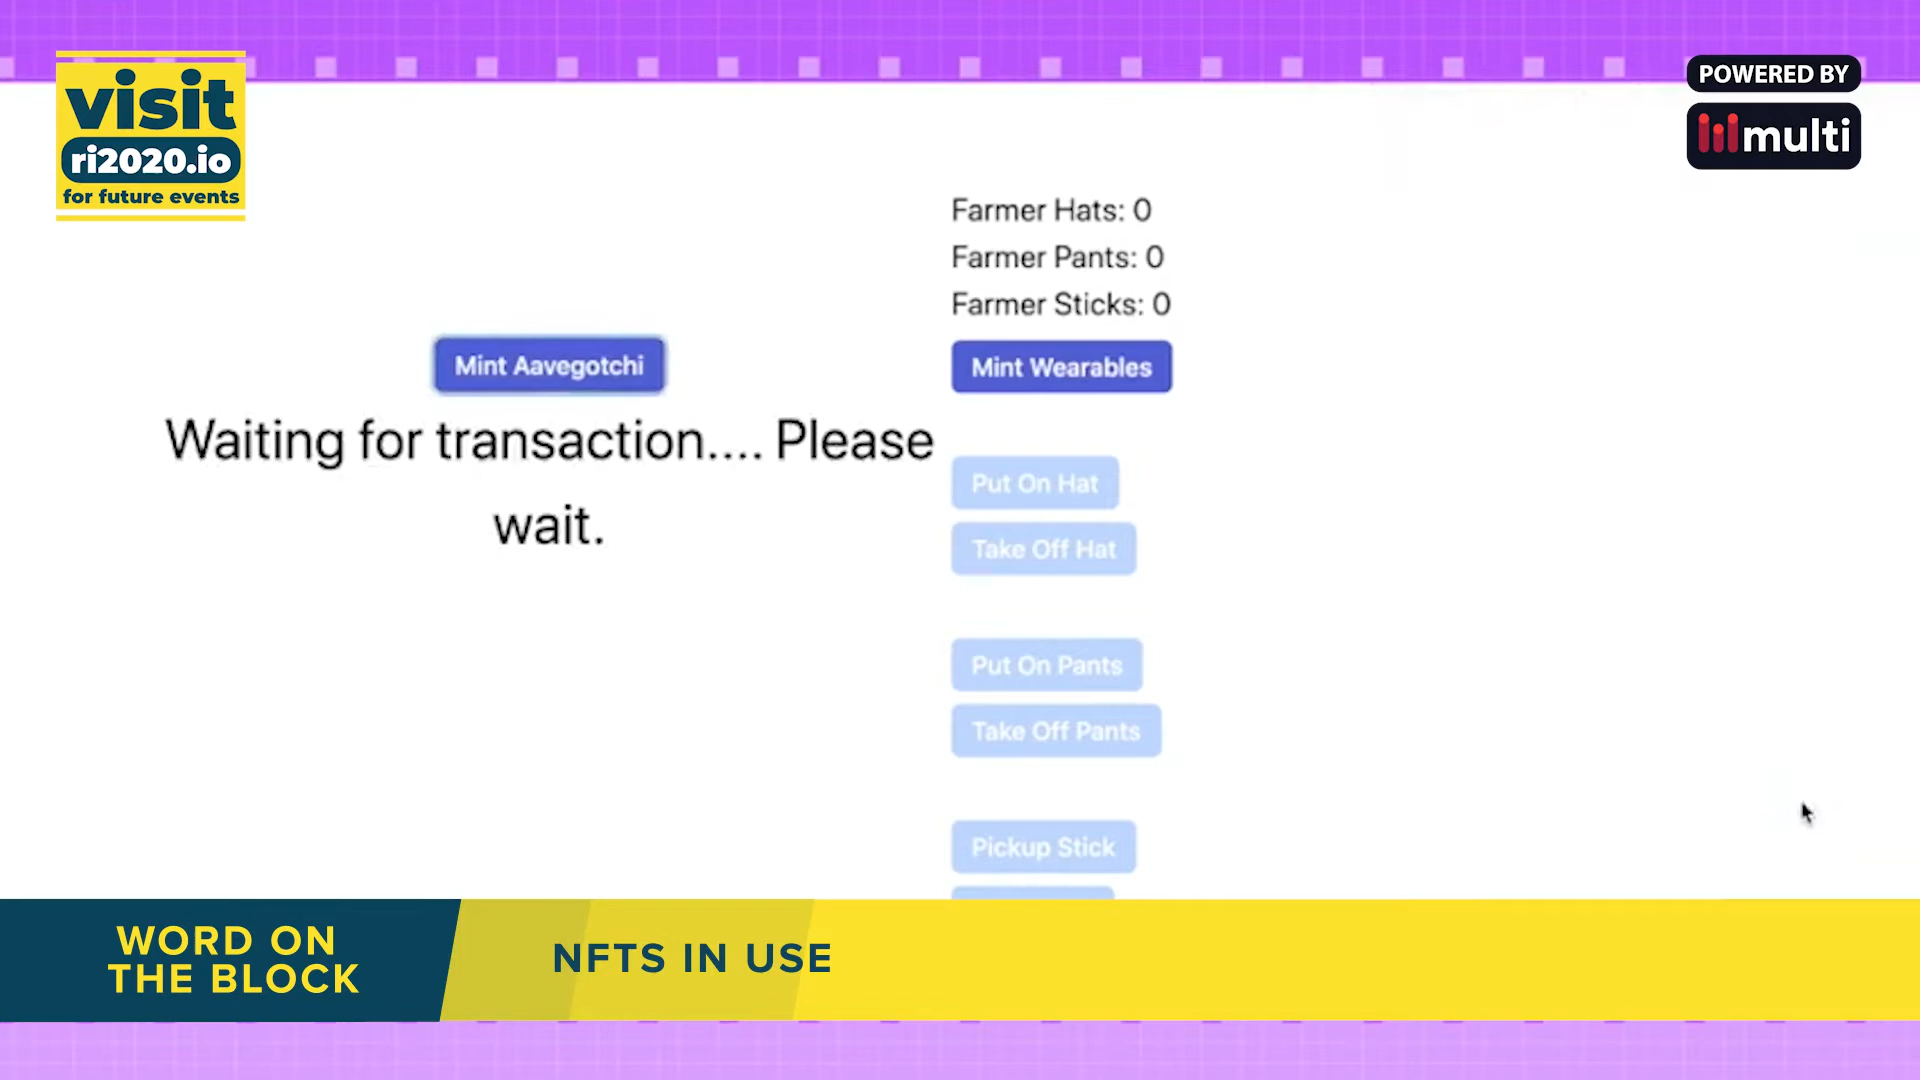 visit
ri2020.io
for future events
POWERED BY
multi
Farmer Hats: 0
Farmer Pants: 0
Farmer Sticks: 0
Mint Aavegotchi
Mint Wearables
Waiting for transaction.... Please
wait.
Put On Hat
Take Off Hat
Put On Pants
Take Off Pants
Pickup Stick
WORD ON
THE BLOCK
NFTS IN USE